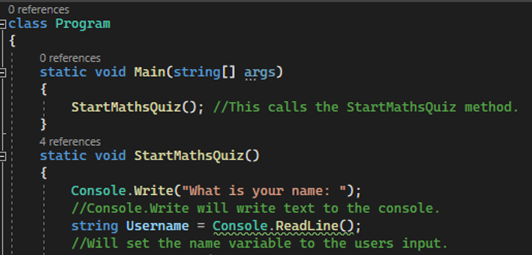 0 references
class Program
{
0 references
static void Main(string[] args)
{
StartMathsQuiz(); //This calls the StartMathsQuiz method.
}
4 references
static void StartMathsQuiz()
{
Console.Write("What is your name: ");
//Console.Write will write text to the console.
string Username = Console.ReadLine();
//Will set the name variable to the users input.